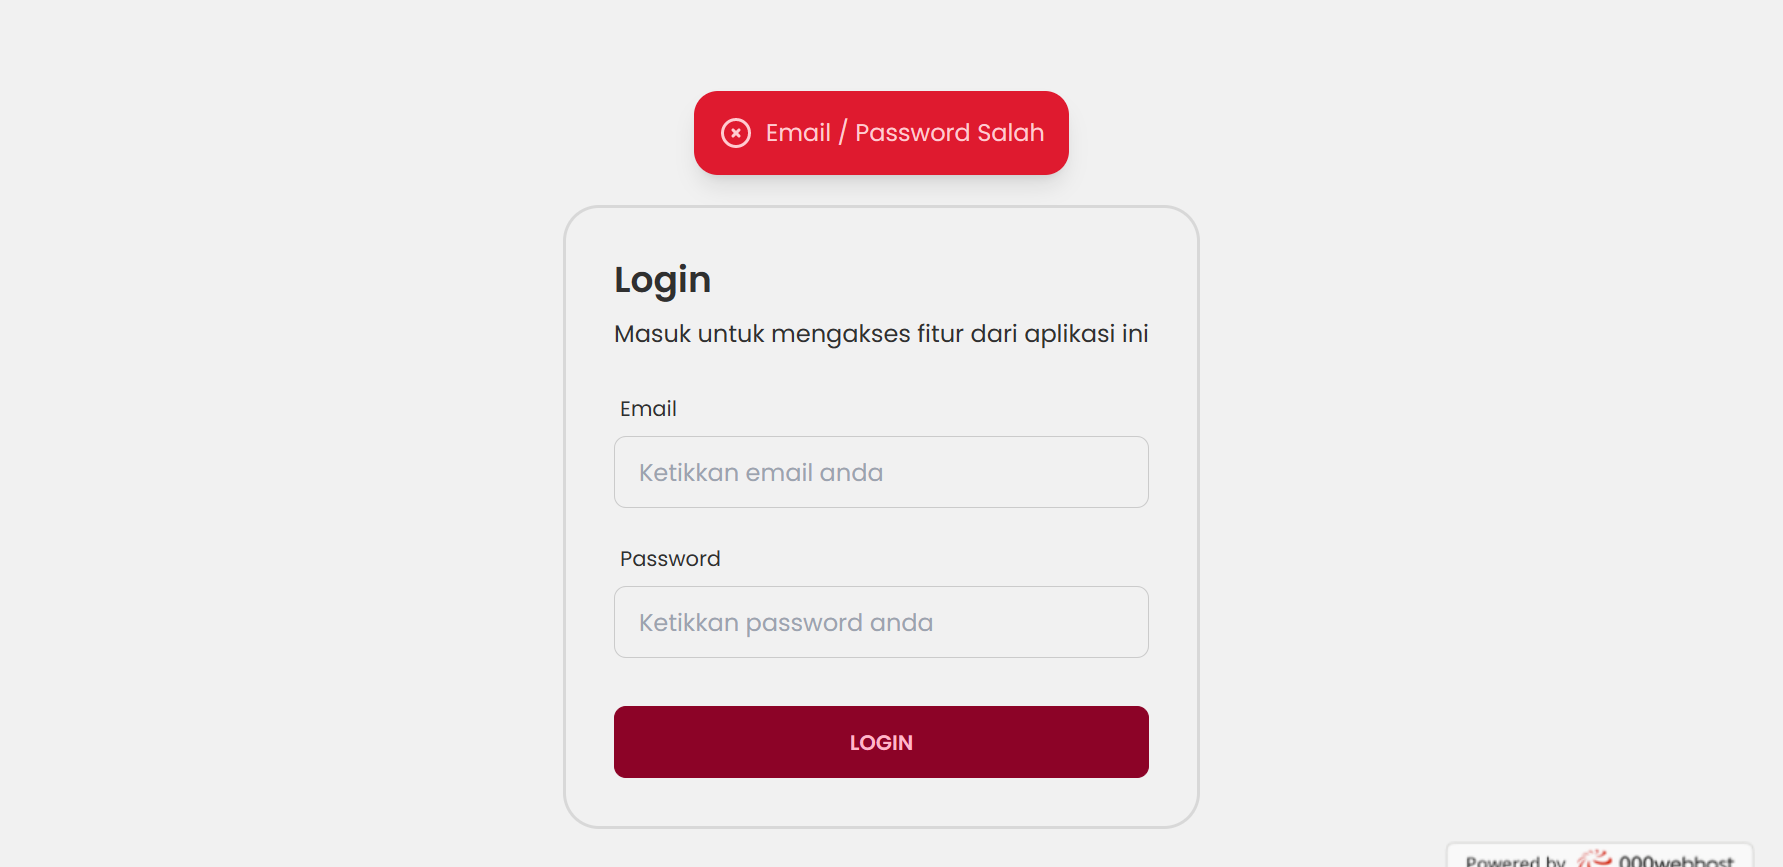 Email / Password Salah
Login
Masuk untuk mengakses fitur dari aplikasi ini
Email
Ketikkan email anda
Password
Ketikkan password anda
LOGIN
Powered by 000webhost